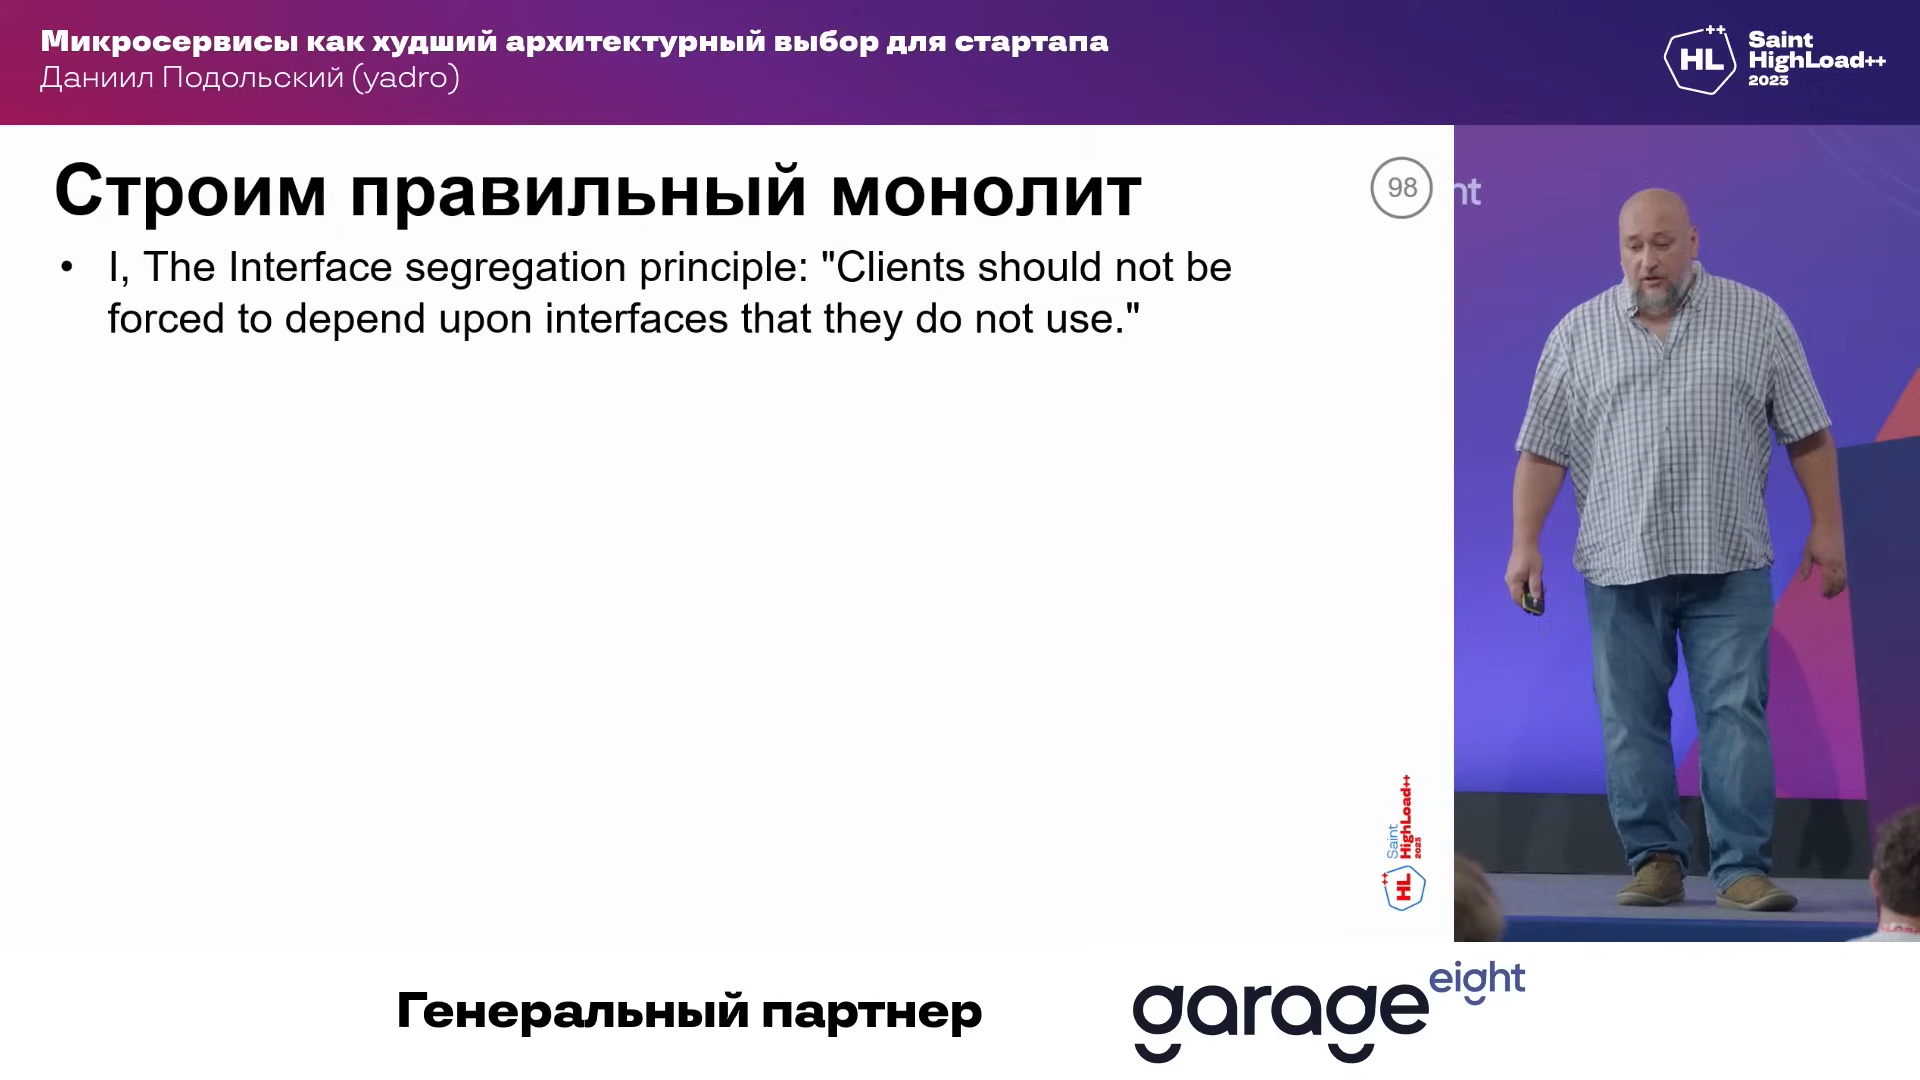 Микросервисы как худший архитектурный выбор для стартапа
Даниил Подольский (yadro)
HL++
Saint
HighLoad++
2023
Строим правильный монолит
98
nt
• I, The Interface segregation principle: "Clients should not be
forced to depend upon interfaces that they do not use."
HL++
Saint
HighLoad++
2023
Генеральный партнер
garage eight